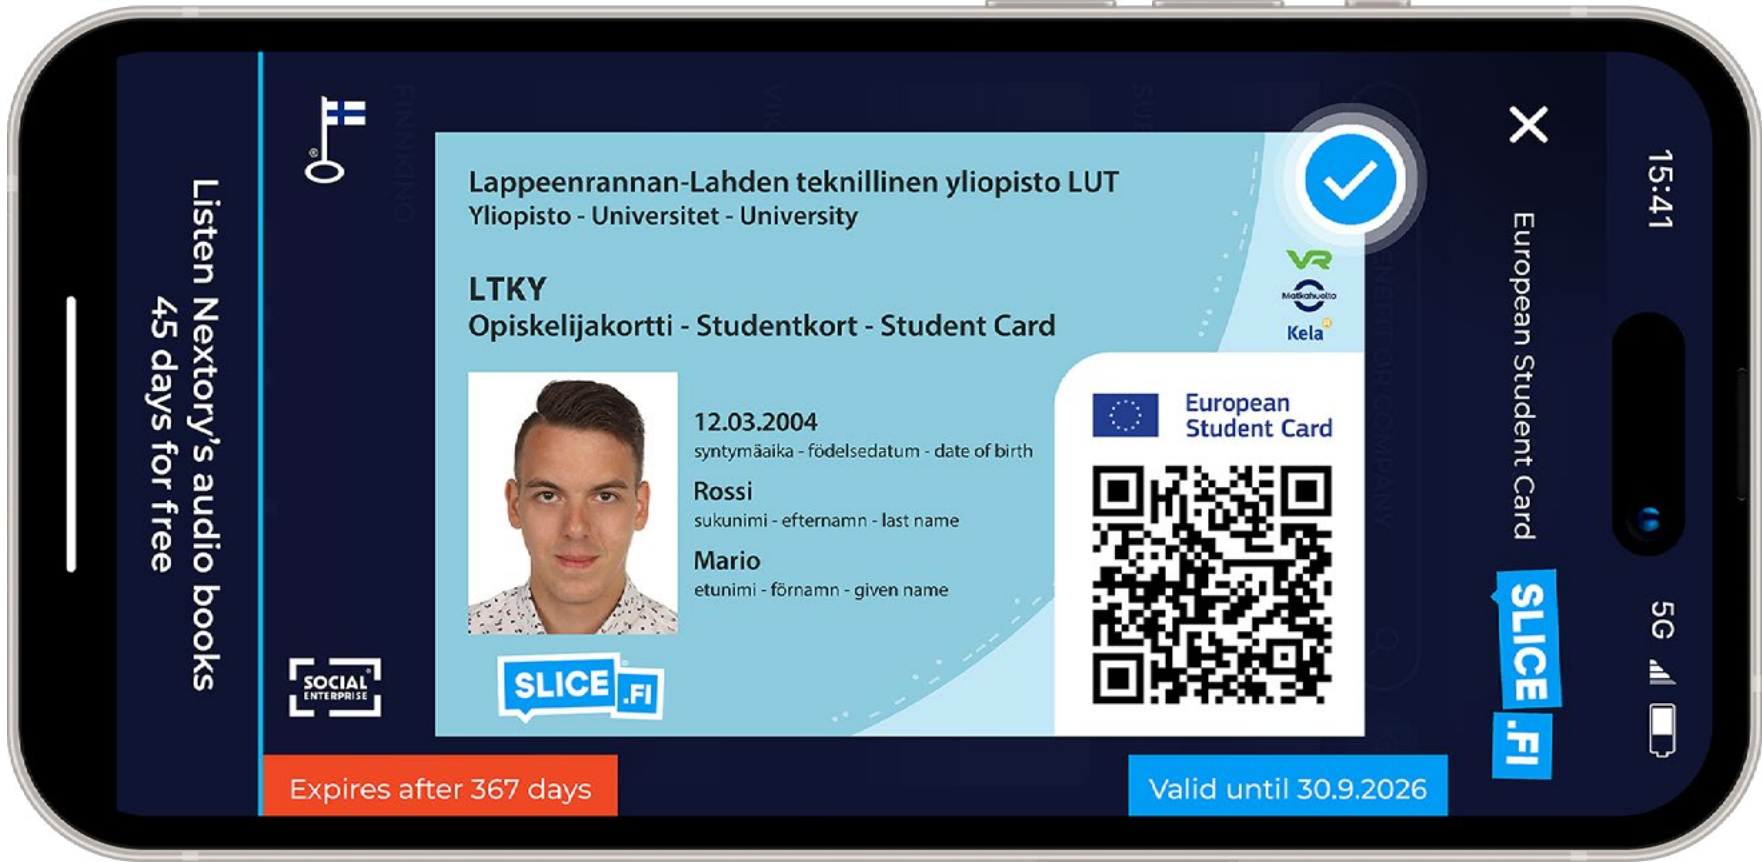 Lappeenrannan-Lahden teknillinen yliopisto LUT
Yliopisto - Universitet - University
LTKY
Opiskelijakortti - Studentkort - Student Card
12.03.2004
syntymäaika - födelsedatum - date of birth
Rossi
sukunimi - efternamn - last name
Mario
etunimi - förnamn - given name
SLICE.FI
VR
Matkahuolto
Kela
European
Student Card
Expires after 367 days
Valid until 30.9.2026
15:41
5G
European Student Card
SLICE.FI
FINNKINO
SOCIAL
ENTERPRISE
Listen Nextory's audio books
45 days for free